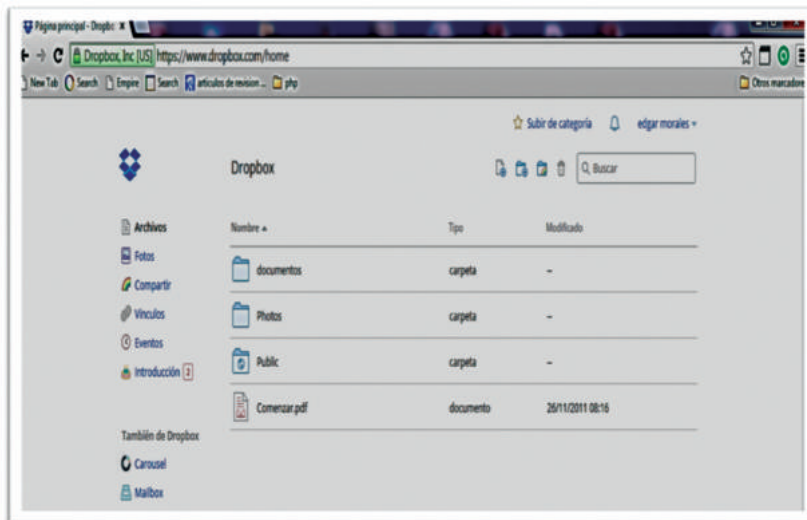 Página principal - Dropbo x
Dropbox, Inc [US] https://www.dropbox.com/home
New Tab Search Empire Search articulos de revision ... php Otros marcadore
Subir de categoría edgar morales
Dropbox Buscar
Archivos
Fotos
Compartir
Vínculos
Eventos
Introducción 2
Nombre Tipo Modificado
documentos carpeta --
Photos carpeta --
Public carpeta --
Comenzar.pdf documento 26/11/2011 08:16
También de Dropbox
Carousel
Mailbox